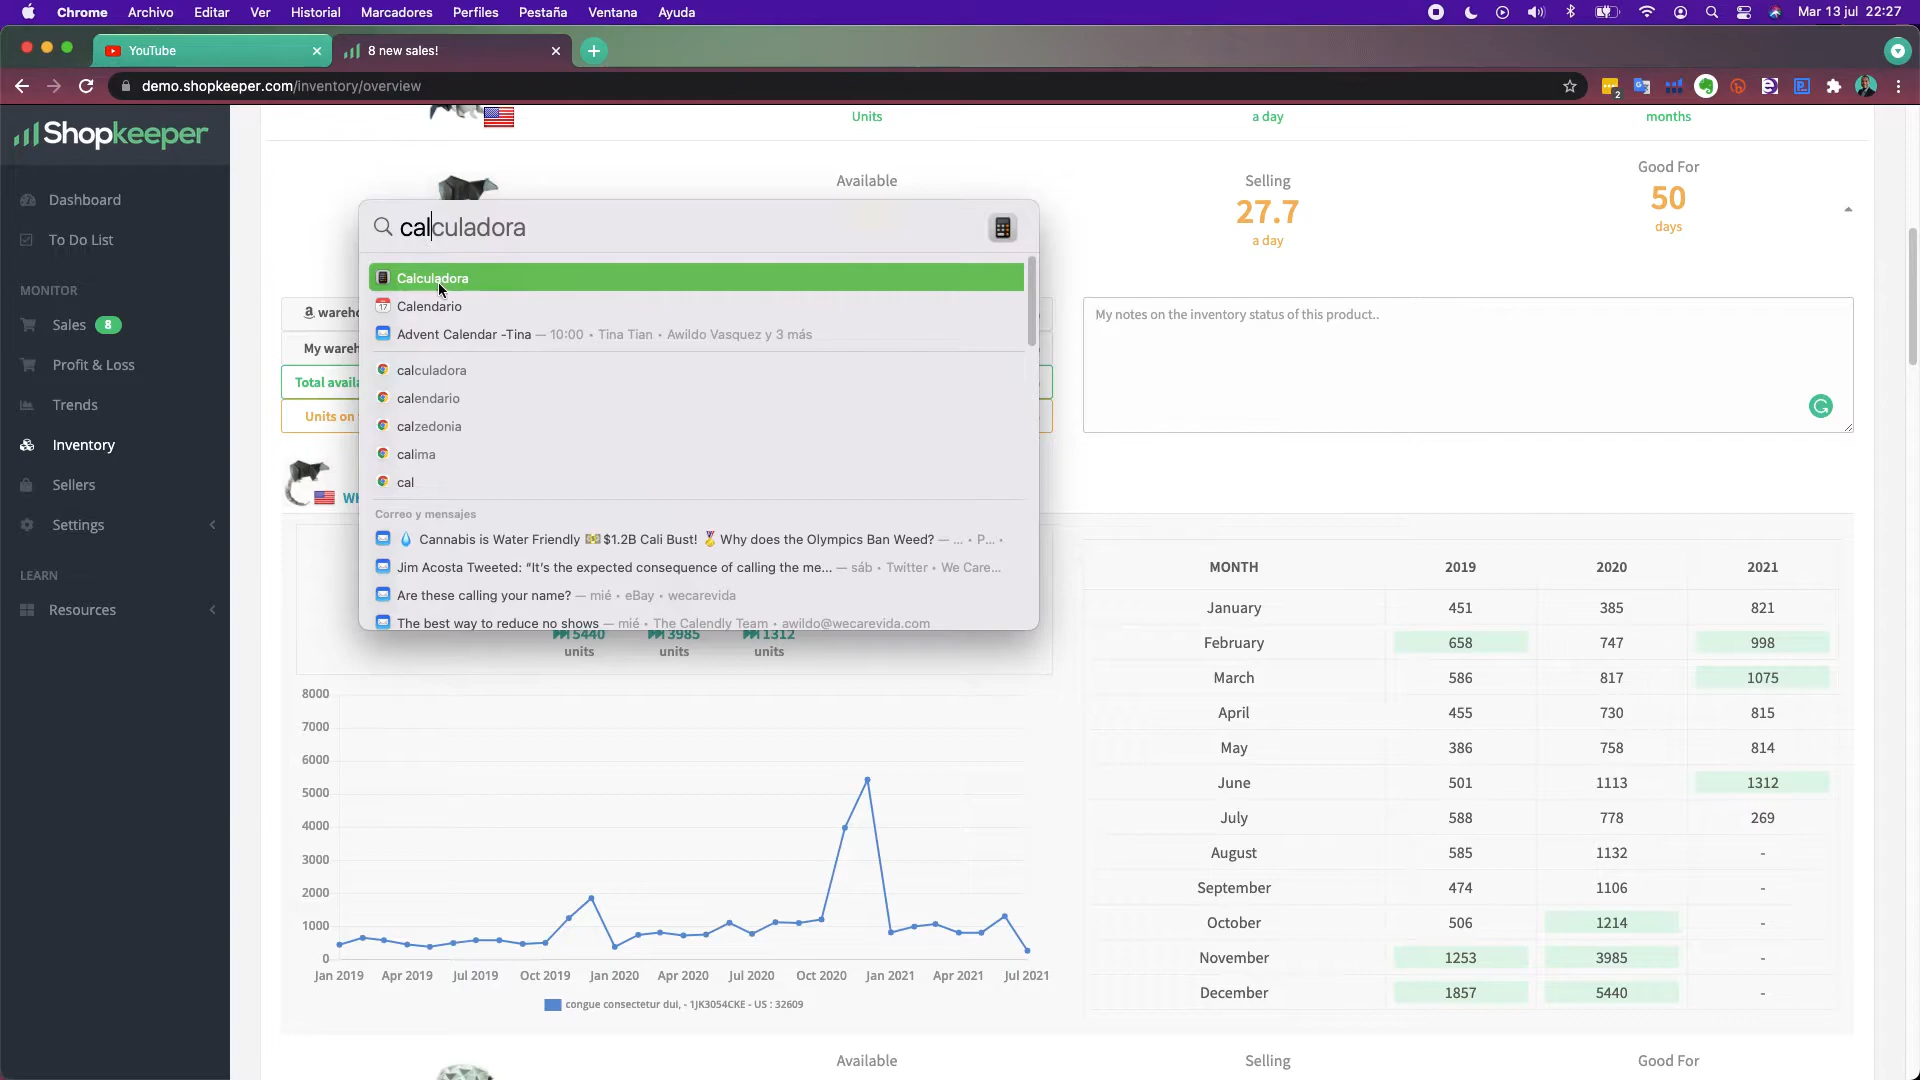 Chrome Archivo Editar Ver Historial Marcadores Perfiles Pestaña Ventana Ayuda Mar 13 jul 22:27
YouTube 8 new sales!
demo.shopkeeper.com/inventory/overview
2
Shopkeeper
Dashboard
To Do List
MONITOR
Sales 8
Profit & Loss
Trends
Inventory
Sellers
Settings
LEARN
Resources
Units a day months
Available Selling Good For
27.7 50
a day days
calculadora
Calculadora
17 Calendario
Advent Calendar -Tina — 10:00 • Tina Tian • Awildo Vasquez y 3 más
calculadora
calendario
calzedonia
calima
cal
Correo y mensajes
💧 Cannabis is Water Friendly 💵$1.2B Cali Bust! 🏅Why does the Olympics Ban Weed? — ... • P... •
Jim Acosta Tweeted: “It's the expected consequence of calling the me... — sáb • Twitter • We Care...
Are these calling your name? — mié • eBay • wecarevida
The best way to reduce no shows — mié • The Calendly Team • awildo@wecarevida.com
My
Total
Units on
My notes on the inventory status of this product..
5440 3985 1312
units units units
8000
7000
6000
5000
4000
3000
2000
1000
0
Jan 2019 Apr 2019 Jul 2019 Oct 2019 Jan 2020 Apr 2020 Jul 2020 Oct 2020 Jan 2021 Apr 2021 Jul 2021
congue consectetur dui, - 1JK3054CKE - US : 32609
MONTH 2019 2020 2021
January 451 385 821
February 658 747 998
March 586 817 1075
April 455 730 815
May 386 758 814
June 501 1113 1312
July 588 778 269
August 585 1132 -
September 474 1106 -
October 506 1214 -
November 1253 3985 -
December 1857 5440 -
Available Selling Good For